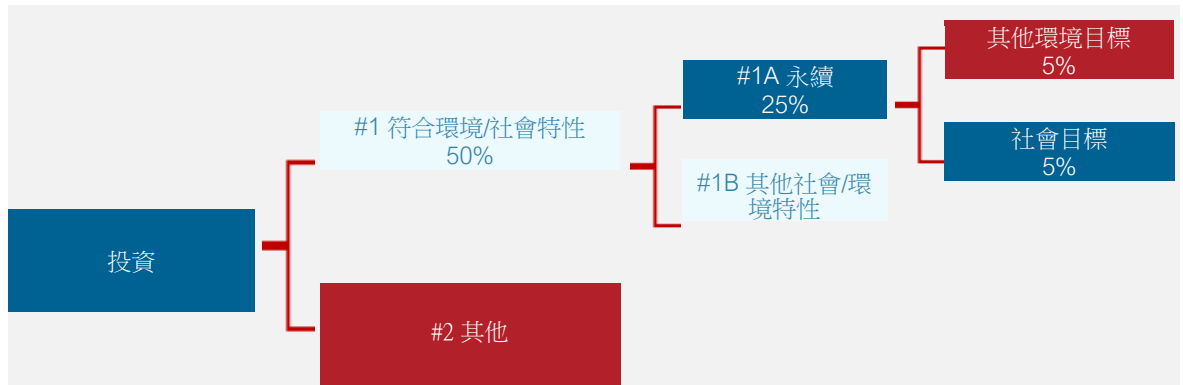 投資
#1 符合環境/社會特性
50%
#2 其他
#1A 永續
25%
#1B 其他社會/環
境特性
其他環境目標
5%
社會目標
5%